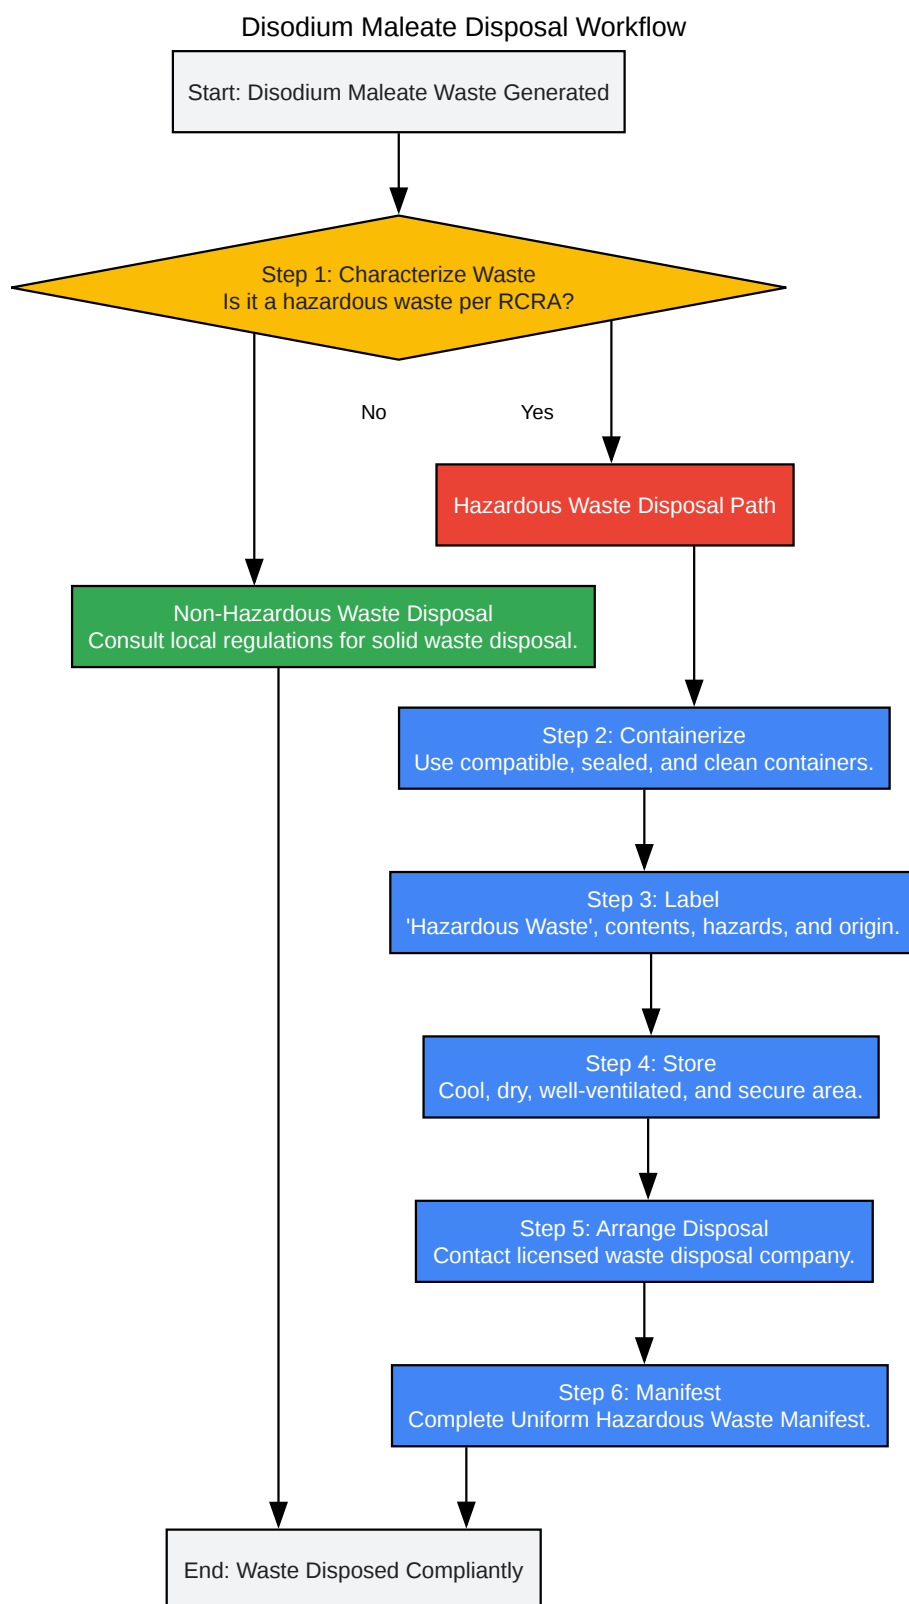 Disodium Maleate Disposal Workflow
Start: Disodium Maleate Waste Generated
Step 1: Characterize Waste
Is it a hazardous waste per RCRA?
No
Yes
Hazardous Waste Disposal Path
Non-Hazardous Waste Disposal
Consult local regulations for solid waste disposal.
Step 2: Containerize
Use compatible, sealed, and clean containers.
Step 3: Label
'Hazardous Waste', contents, hazards, and origin.
Step 4: Store
Cool, dry, well-ventilated, and secure area.
Step 5: Arrange Disposal
Contact licensed waste disposal company.
Step 6: Manifest
Complete Uniform Hazardous Waste Manifest.
End: Waste Disposed Compliantly